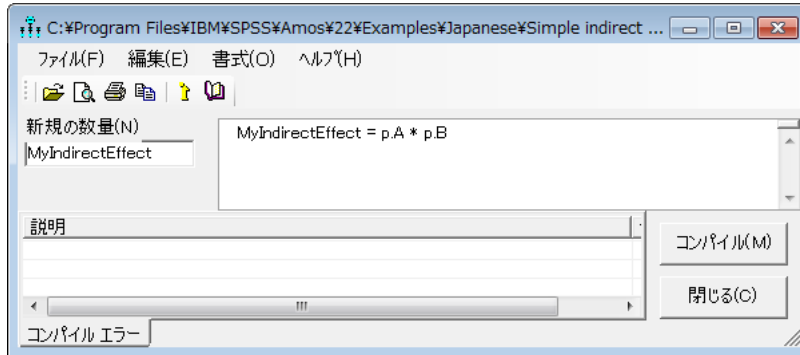 C:¥Program Files¥IBM¥SPSS¥Amos¥22¥Examples¥Japanese¥Simple indirect ...
ファイル(F) 編集(E) 書式(O) ヘルプ(H)
新規の数量(N)
MyIndirectEffect
MyIndirectEffect = p.A * p.B
説明
コンパイル(M)
閉じる(C)
コンパイル エラー